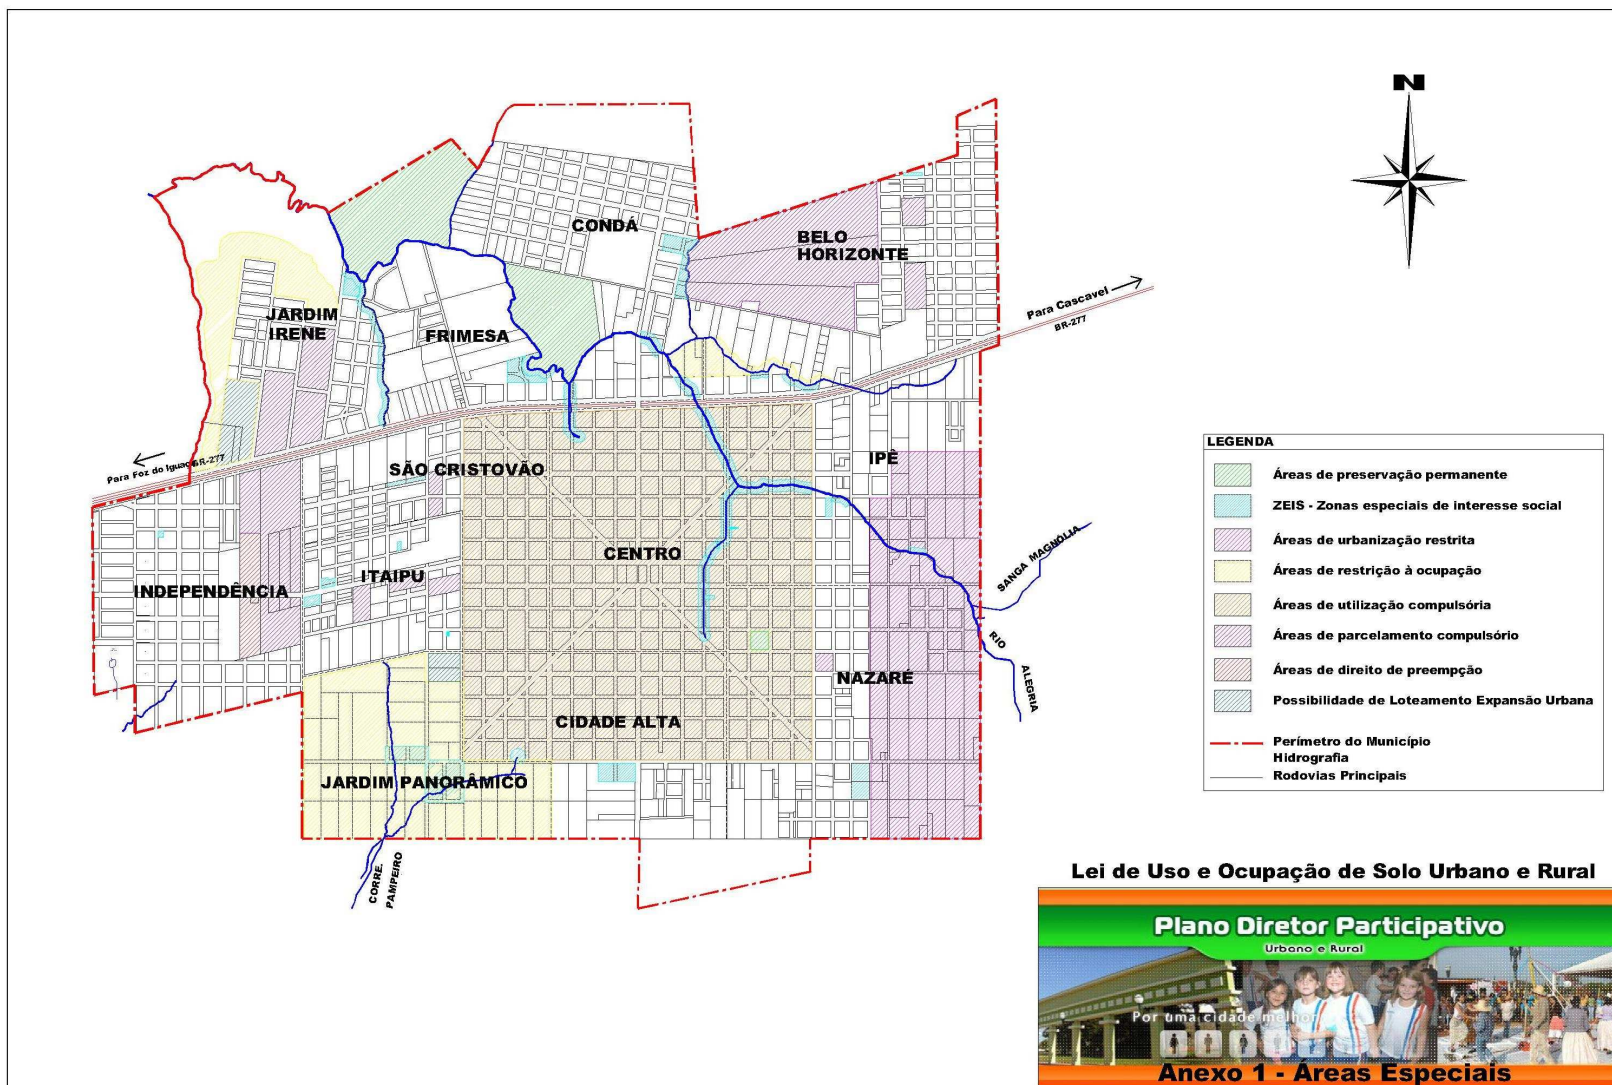 N
CONDÁ
BELO
HORIZONTE
Para Cascavel
BR-277
JARDIM
IRENE
FRIMESA
Para Foz do Iguaçu
BR-277
SÃO CRISTOVÃO
IPÊ
CENTRO
SANGA MAGNÓLIA
ITAIPU
INDEPENDÊNCIA
RIO
ALEGRIA
NAZARÉ
CIDADE ALTA
JARDIM PANORÂMICO
CORRE.
PAMPEIRO
LEGENDA
Áreas de preservação permanente
ZEIS - Zonas especiais de interesse social
Áreas de urbanização restrita
Áreas de restrição à ocupação
Áreas de utilização compulsória
Áreas de parcelamento compulsório
Áreas de direito de preempção
Possibilidade de Loteamento Expansão Urbana
Perímetro do Município
Hidrografia
Rodovias Principais
Lei de Uso e Ocupação de Solo Urbano e Rural
Plano Diretor Participativo
Urbano e Rural
Por uma cidade melhor
Anexo 1 - Áreas Especiais